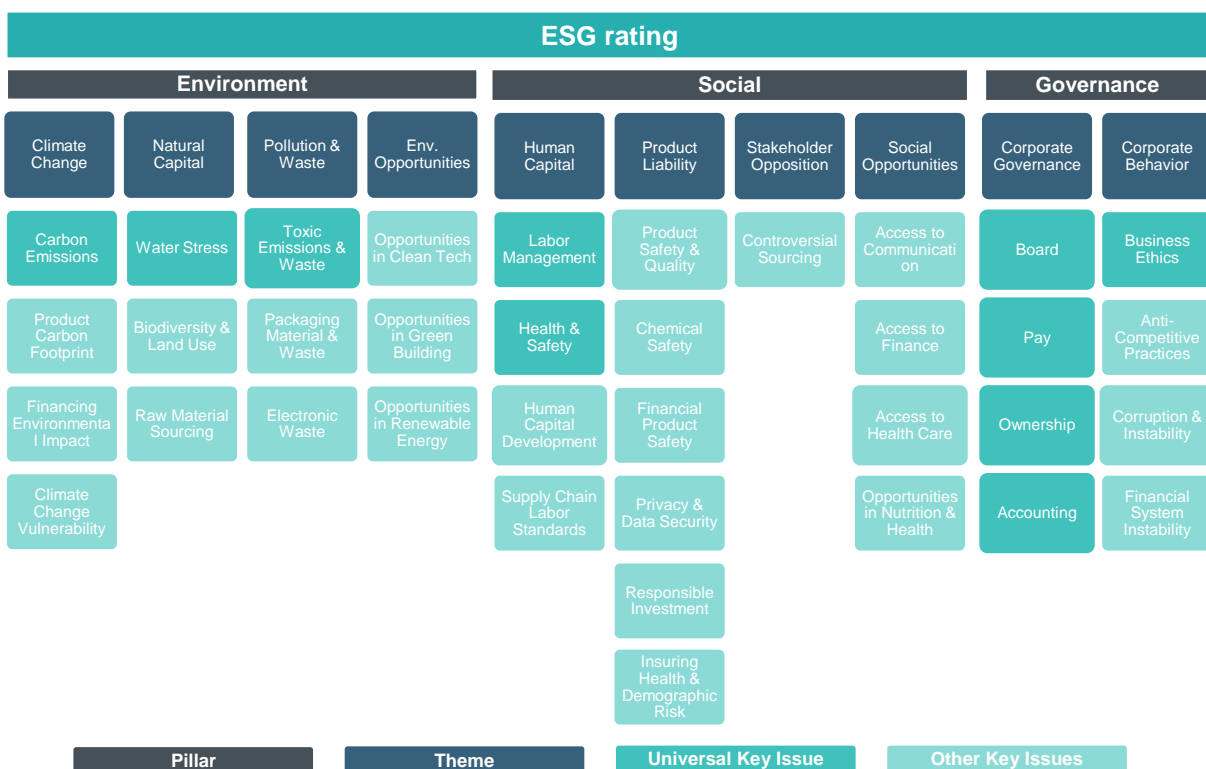 ESG rating
Environment
Social
Governance
Climate
Change
Natural
Capital
Pollution &
Waste
Env.
Opportunities
Human
Capital
Product
Liability
Stakeholder
Opposition
Social
Opportunities
Corporate
Governance
Corporate
Behavior
Carbon
Emissions
Water Stress
Toxic
Emissions &
Waste
Opportunities
in Clean Tech
Labor
Management
Product
Safety &
Quality
Controversial
Sourcing
Access to
Communicati
on
Board
Business
Ethics
Product
Carbon
Footprint
Biodiversity &
Land Use
Packaging
Material &
Waste
Opportunities
in Green
Building
Health &
Safety
Chemical
Safety
Access to
Finance
Pay
Anti-
Competitive
Practices
Financing
Environmenta
l Impact
Raw Material
Sourcing
Electronic
Waste
Opportunities
in Renewable
Energy
Human
Capital
Development
Financial
Product
Safety
Access to
Health Care
Ownership
Corruption &
Instability
Climate
Change
Vulnerability
Supply Chain
Labor
Standards
Privacy &
Data Security
Opportunities
in Nutrition &
Health
Accounting
Financial
System
Instability
Responsible
Investment
Insuring
Health &
Demographic
Risk
Pillar
Theme
Universal Key Issue
Other Key Issues